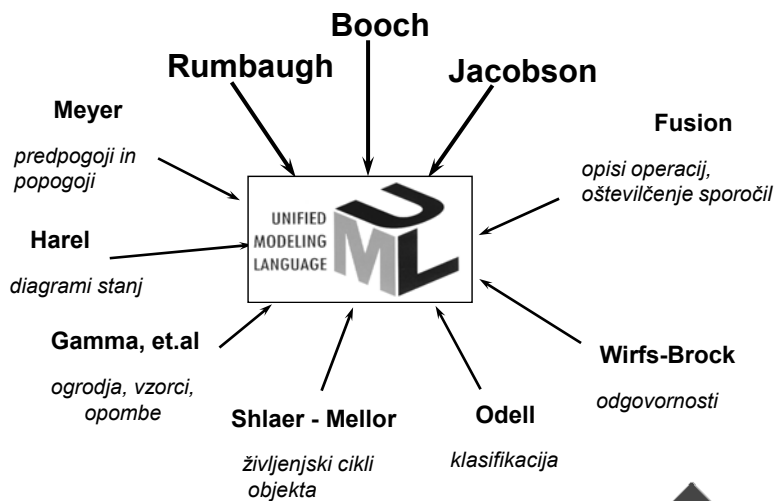 Booch
Rumbaugh
Jacobson
Meyer
predpogoji in
popogoji
Fusion
opisi operacij,
oštevilčenje sporočil
UNIFIED
MODELING
LANGUAGE
UML
Harel
diagrami stanj
Gamma, et.al
ogrodja, vzorci,
opombe
Shlaer - Mellor
življenjski cikli
objekta
Odell
klasifikacija
Wirfs-Brock
odgovornosti